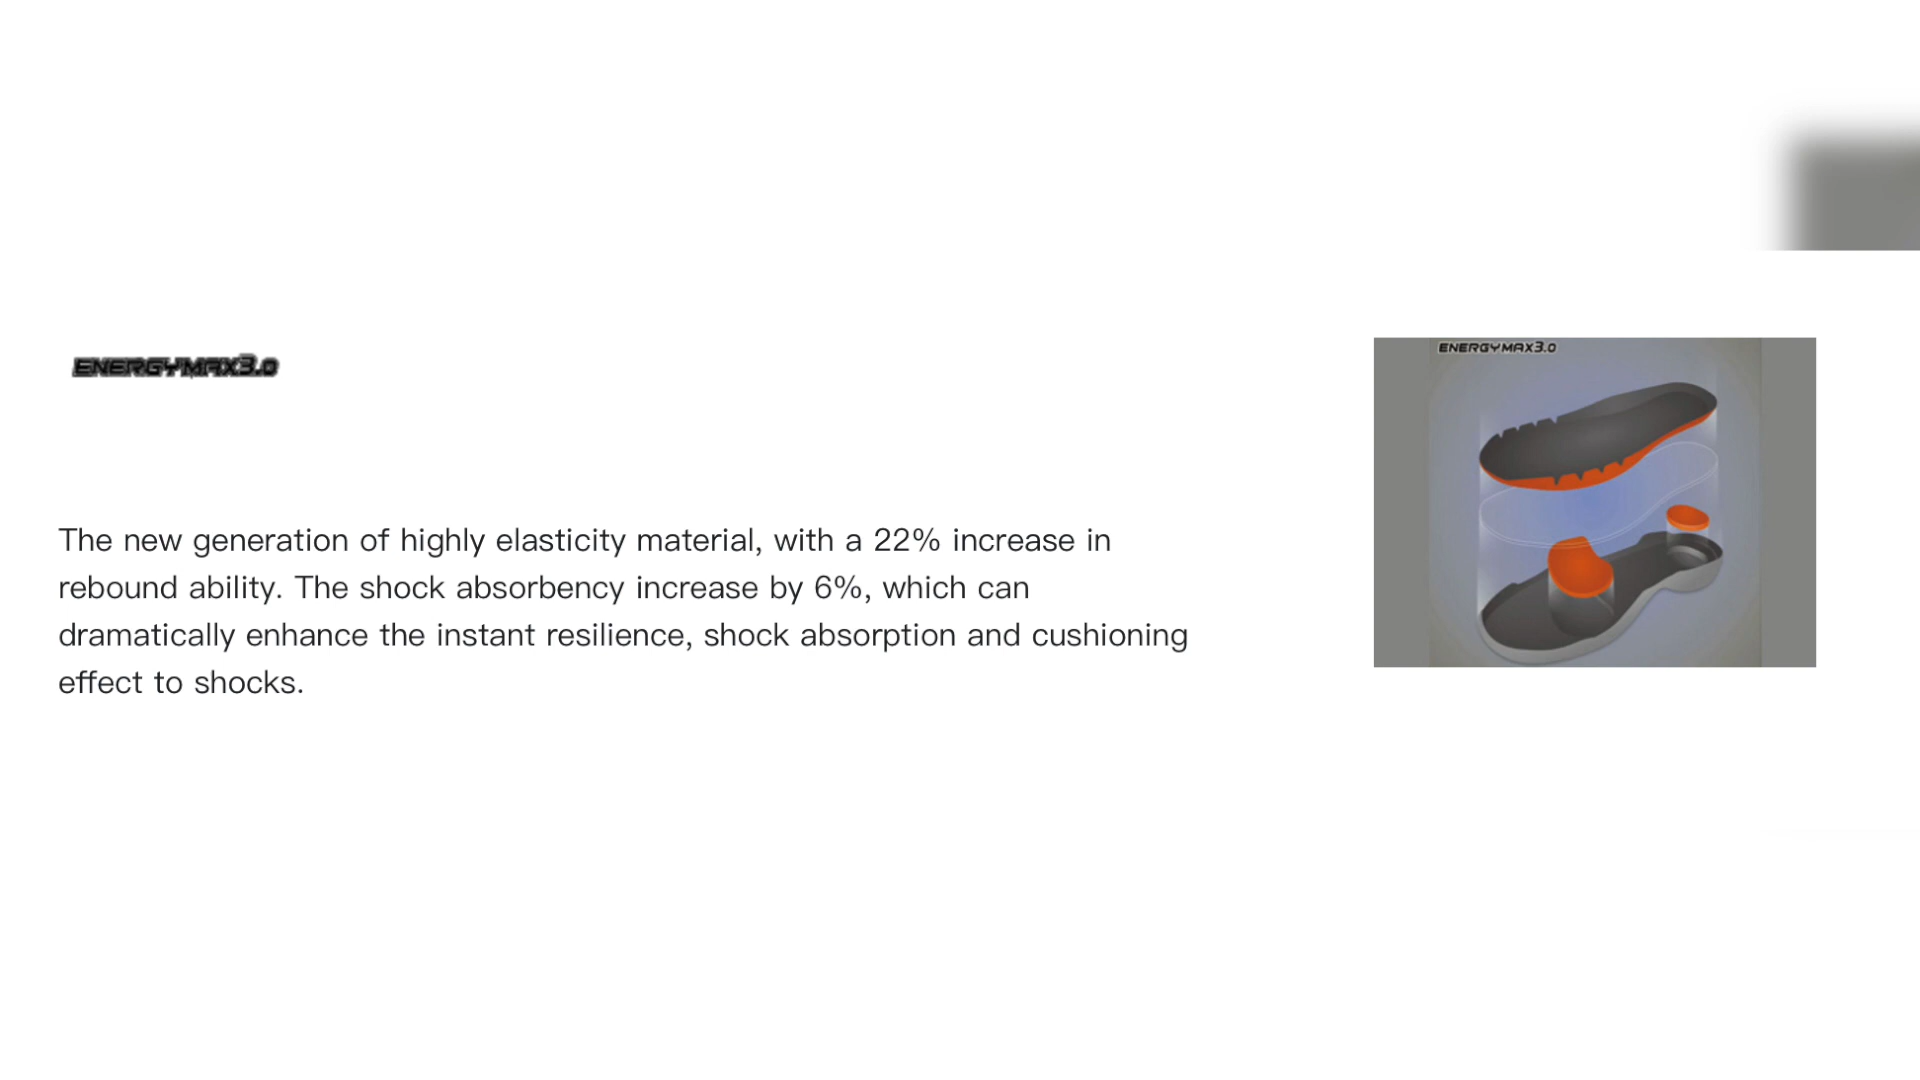 ENERGYMAX3.0
ENERGYMAX3.0
The new generation of highly elasticity material, with a 22% increase in
rebound ability. The shock absorbency increase by 6%, which can
dramatically enhance the instant resilience, shock absorption and cushioning
effect to shocks.